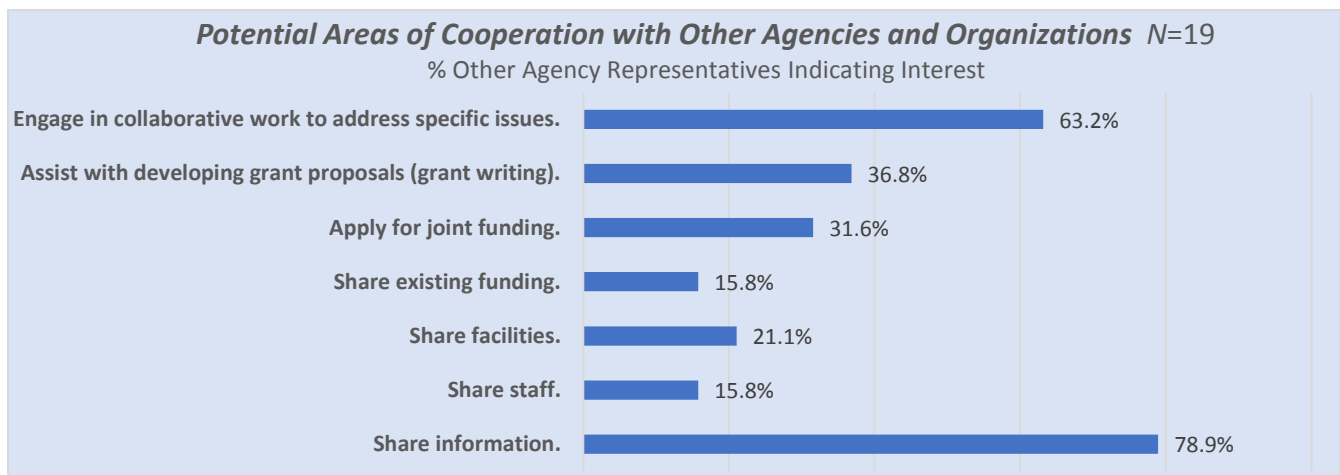 Potential Areas of Cooperation with Other Agencies and Organizations N=19
% Other Agency Representatives Indicating Interest
Engage in collaborative work to address specific issues. 63.2%
Assist with developing grant proposals (grant writing). 36.8%
Apply for joint funding. 31.6%
Share existing funding. 15.8%
Share facilities. 21.1%
Share staff. 15.8%
Share information. 78.9%